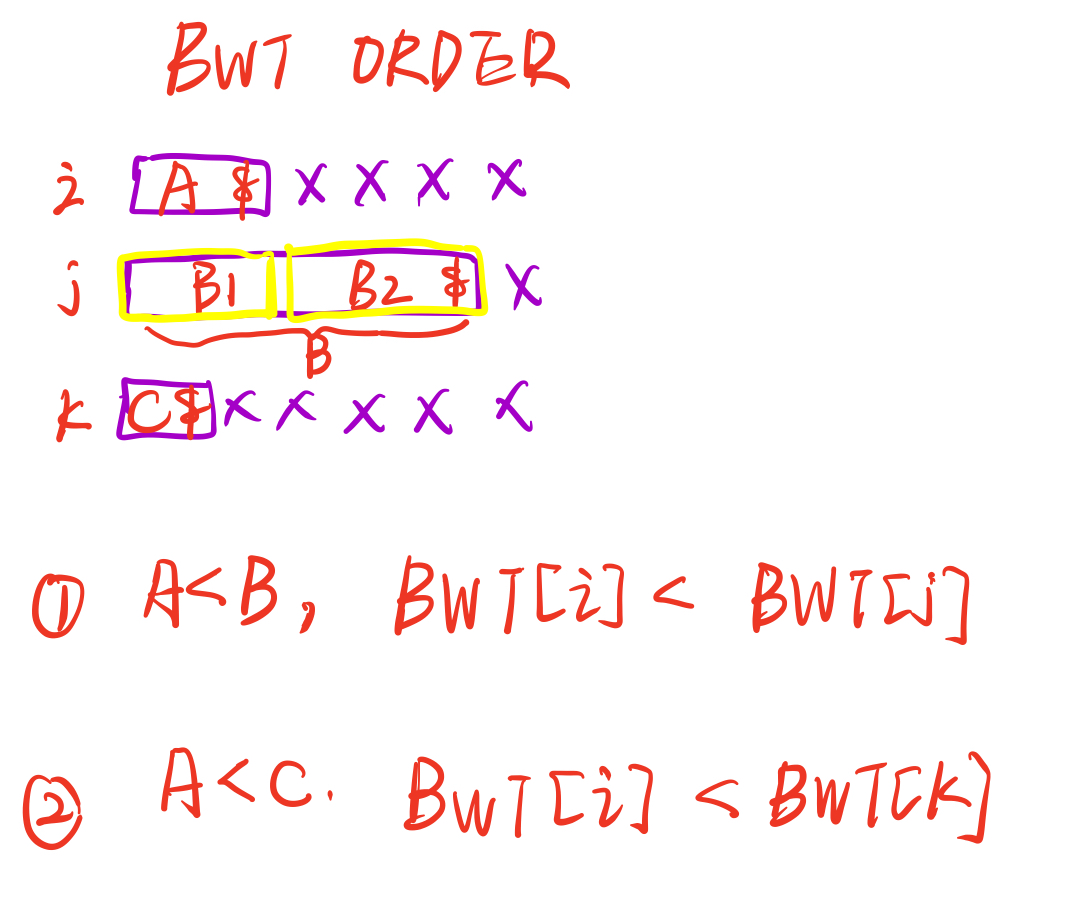 BWT ORDER
i A $ X X X X
j B1 B2 $ X
B
k C$ X X X X X
① A<B, BWT[i] < BWT[j]
② A<C. BWT[i] < BWT[k]